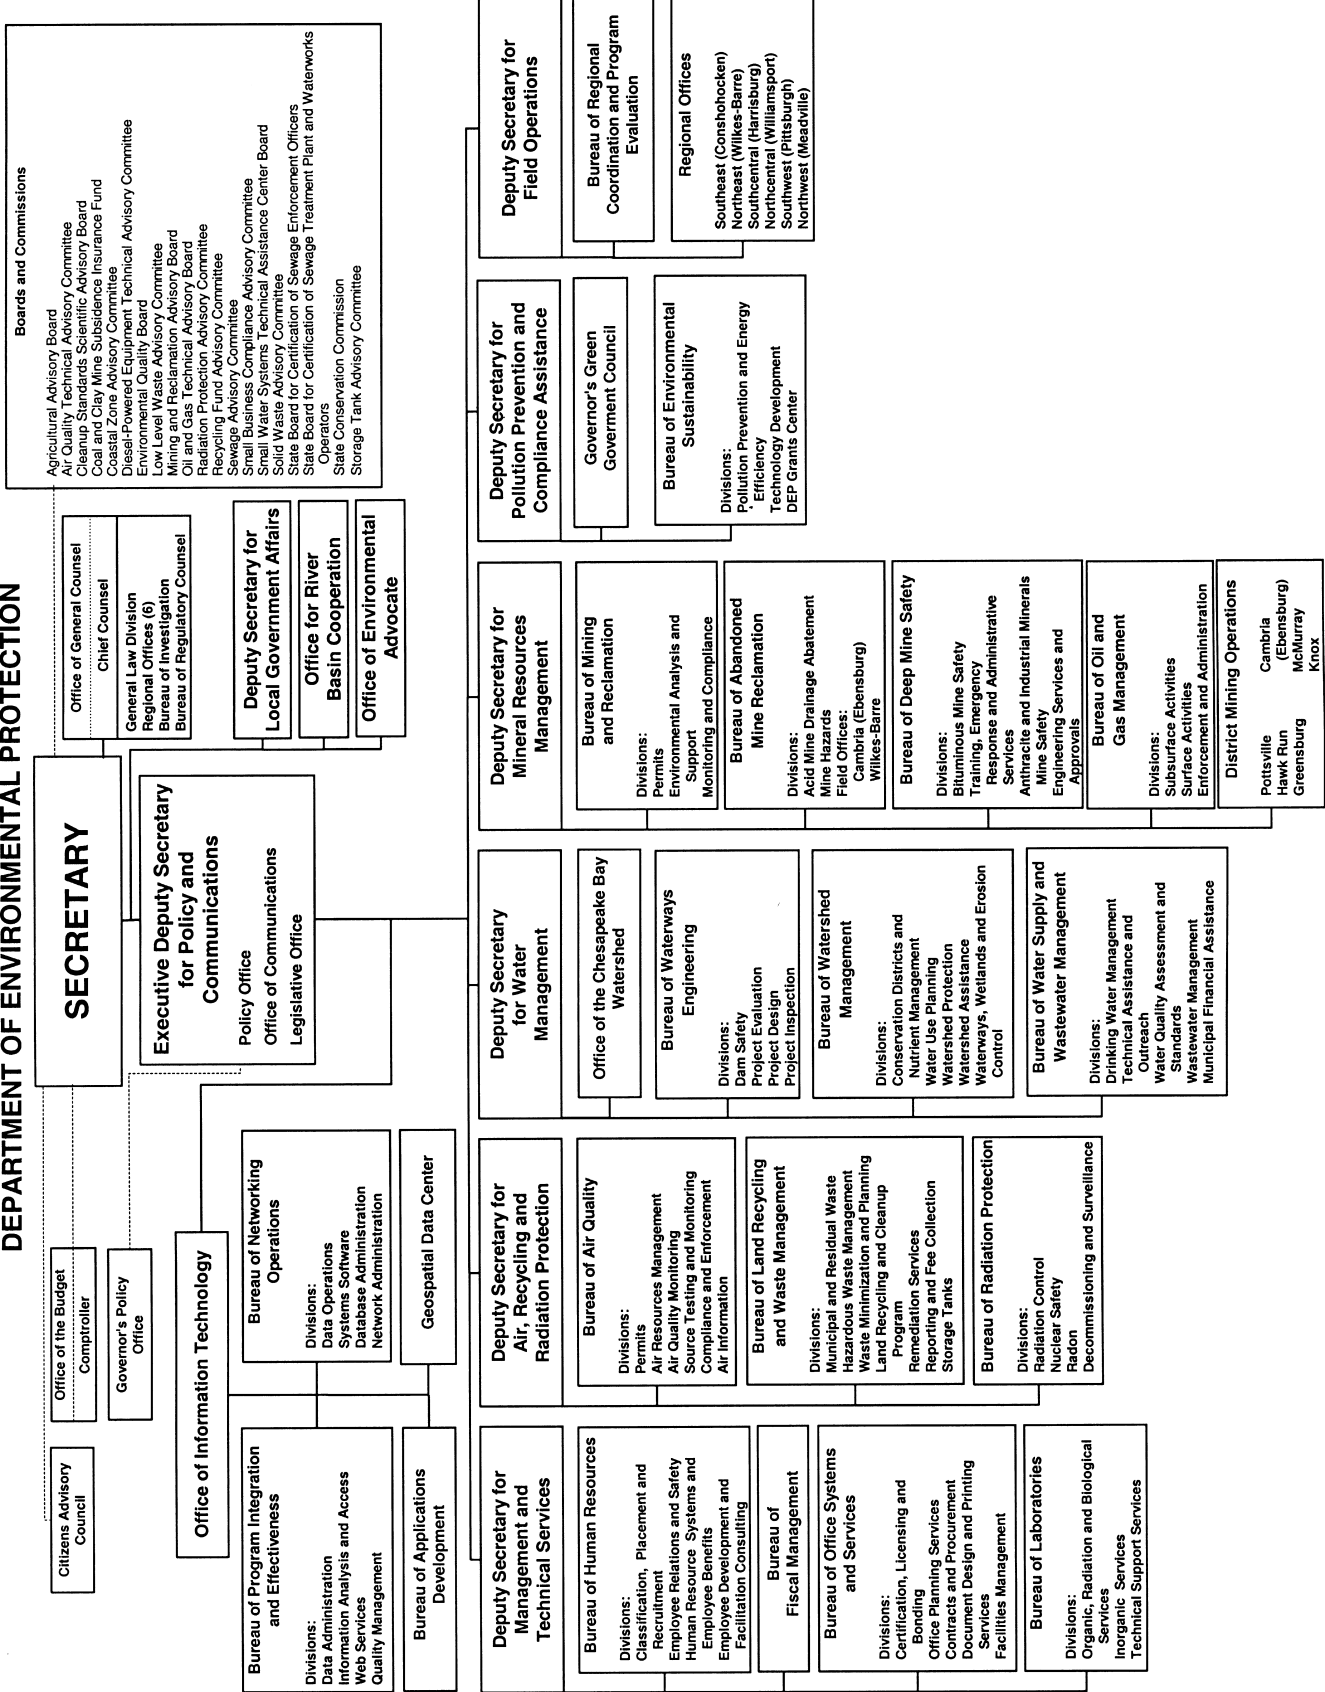 DEPARTMENT OF ENVIRONMENTAL PROTECTION
SECRETARY
Citizens Advisory
Council
Office of the Budget
Comptroller
Governor's Policy
Office
Office of General Counsel
Chief Counsel
General Law Division
Regional Offices (6)
Bureau of Investigation
Bureau of Regulatory Counsel
Boards and Commissions
Agricultural Advisory Board
Air Quality Technical Advisory Committee
Cleanup Standards Scientific Advisory Board
Coal and Clay Mine Subsidence Insurance Fund
Coastal Zone Advisory Committee
Diesel-Powered Equipment Technical Advisory Committee
Environmental Quality Board
Low Level Waste Advisory Committee
Mining and Reclamation Advisory Board
Oil and Gas Technical Advisory Board
Radiation Protection Advisory Committee
Recycling Fund Advisory Committee
Sewage Advisory Committee
Small Business Compliance Advisory Committee
Small Water Systems Technical Assistance Center Board
Solid Waste Advisory Committee
State Board for Certification of Sewage Enforcement Officers
State Board for Certification of Sewage Treatment Plant and Waterworks
Operators
State Conservation Commission
Storage Tank Advisory Committee
Executive Deputy Secretary
for Policy and
Communications
Policy Office
Office of Communications
Legislative Office
Deputy Secretary for
Local Government Affairs
Office for River
Basin Cooperation
Office of Environmental
Advocate
Office of Information Technology
Bureau of Program Integration
and Effectiveness
Divisions:
Data Administration
Information Analysis and Access
Web Services
Quality Management
Bureau of Networking
Operations
Divisions:
Data Operations
Systems Software
Database Administration
Network Administration
Bureau of Applications
Development
Geospatial Data Center
Deputy Secretary for
Management and
Technical Services
Bureau of Human Resources
Divisions:
Classification, Placement and
Recruitment
Employee Relations and Safety
Human Resource Systems and
Employee Benefits
Employee Development and
Facilitation Consulting
Bureau of
Fiscal Management
Bureau of Office Systems
and Services
Divisions:
Certification, Licensing and
Bonding
Office Planning Services
Contracts and Procurement
Document Design and Printing
Services
Facilities Management
Bureau of Laboratories
Divisions:
Organic, Radiation and Biological
Services
Inorganic Services
Technical Support Services
Deputy Secretary for
Air, Recycling and
Radiation Protection
Bureau of Air Quality
Divisions:
Permits
Air Resources Management
Air Quality Monitoring
Source Testing and Monitoring
Compliance and Enforcement
Air Information
Bureau of Land Recycling
and Waste Management
Divisions:
Municipal and Residual Waste
Hazardous Waste Management
Waste Minimization and Planning
Land Recycling and Cleanup
Program
Remediation Services
Reporting and Fee Collection
Storage Tanks
Bureau of Radiation Protection
Divisions:
Radiation Control
Nuclear Safety
Radon
Decommissioning and Surveillance
Deputy Secretary
for Water
Management
Office of the Chesapeake Bay
Watershed
Bureau of Waterways
Engineering
Divisions:
Dam Safety
Project Evaluation
Project Design
Project Inspection
Bureau of Watershed
Management
Divisions:
Conservation Districts and
Nutrient Management
Water Use Planning
Watershed Protection
Watershed Assistance
Waterways, Wetlands and Erosion
Control
Bureau of Water Supply and
Wastewater Management
Divisions:
Drinking Water Management
Technical Assistance and
Outreach
Water Quality Assessment and
Standards
Wastewater Management
Municipal Financial Assistance
Deputy Secretary for
Mineral Resources
Management
Bureau of Mining
and Reclamation
Divisions:
Permits
Environmental Analysis and
Support
Monitoring and Compliance
Bureau of Abandoned
Mine Reclamation
Divisions:
Acid Mine Drainage Abatement
Mine Hazards
Field Offices:
Cambria (Ebensburg)
Wilkes-Barre
Bureau of Deep Mine Safety
Divisions:
Bituminous Mine Safety
Training, Emergency
Response and Administrative
Services
Anthracite and Industrial Minerals
Mine Safety
Engineering Services and
Approvals
Bureau of Oil and
Gas Management
Divisions:
Subsurface Activities
Surface Activities
Enforcement and Administration
District Mining Operations
Pottsville Cambria
Hawk Run (Ebensburg)
Greensburg McMurray
Knox
Deputy Secretary for
Pollution Prevention and
Compliance Assistance
Governor's Green
Government Council
Bureau of Environmental
Sustainability
Divisions:
Pollution Prevention and Energy
Efficiency
Technology Development
DEP Grants Center
Deputy Secretary for
Field Operations
Bureau of Regional
Coordination and Program
Evaluation
Regional Offices
Southeast (Conshohocken)
Northeast (Wilkes-Barre)
Southcentral (Harrisburg)
Northcentral (Williamsport)
Southwest (Pittsburgh)
Northwest (Meadville)